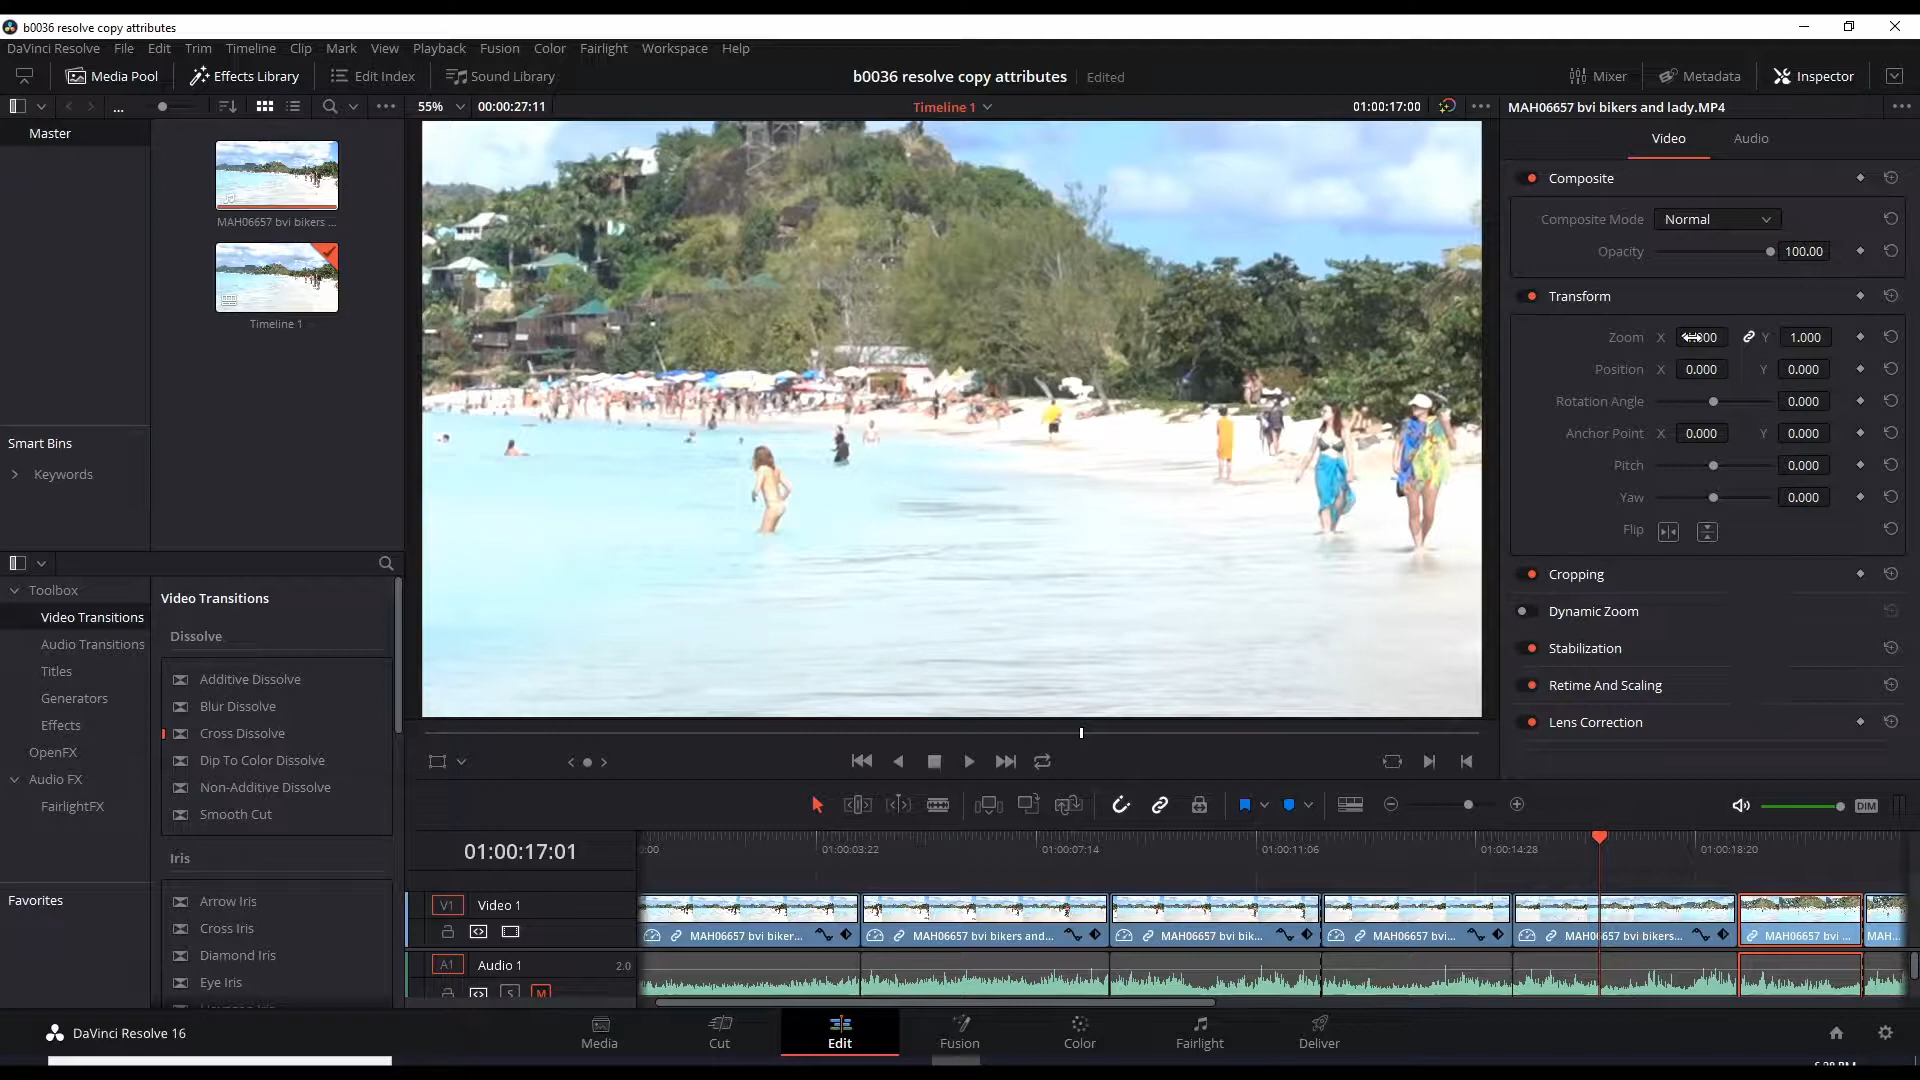 b0036 resolve copy attributes
DaVinci Resolve File Edit Trim Timeline Clip Mark View Playback Fusion Color Fairlight Workspace Help
Media Pool Effects Library Edit Index Sound Library b0036 resolve copy attributes Edited Mixer Metadata Inspector
... 55% 00:00:27:11 Timeline 1 01:00:17:00 MAH06657 bvi bikers and lady.MP4
Master
Video Audio
Composite
Composite Mode Normal
Opacity 100.00
MAH06657 bvi bikers ...
Timeline 1
Transform
Zoom X Y 1.000
Position X 0.000 Y 0.000
Rotation Angle 0.000
Anchor Point X 0.000 Y 0.000
Pitch 0.000
Yaw 0.000
Flip
Cropping
Dynamic Zoom
Stabilization
Retime And Scaling
Lens Correction
Smart Bins
Keywords
Toolbox
Video Transitions
Audio Transitions
Titles
Generators
Effects
OpenFX
Audio FX
FairlightFX
Favorites
Video Transitions
Dissolve
Additive Dissolve
Blur Dissolve
Cross Dissolve
Dip To Color Dissolve
Non-Additive Dissolve
Smooth Cut
Iris
Arrow Iris
Cross Iris
Diamond Iris
Eye Iris
DIM
01:00:17:01 :00 01:00:03:22 01:00:07:14 01:00:11:06 01:00:14:28 01:00:18:20
V1 Video 1
MAH06657 bvi biker... MAH06657 bvi bikers and... MAH06657 bvi bik... MAH06657 bvi... MAH06657 bvi bikers... MAH06657 bvi ... MAH...
A1 Audio 1 2.0
S M
DaVinci Resolve 16 Media Cut Edit Fusion Color Fairlight Deliver